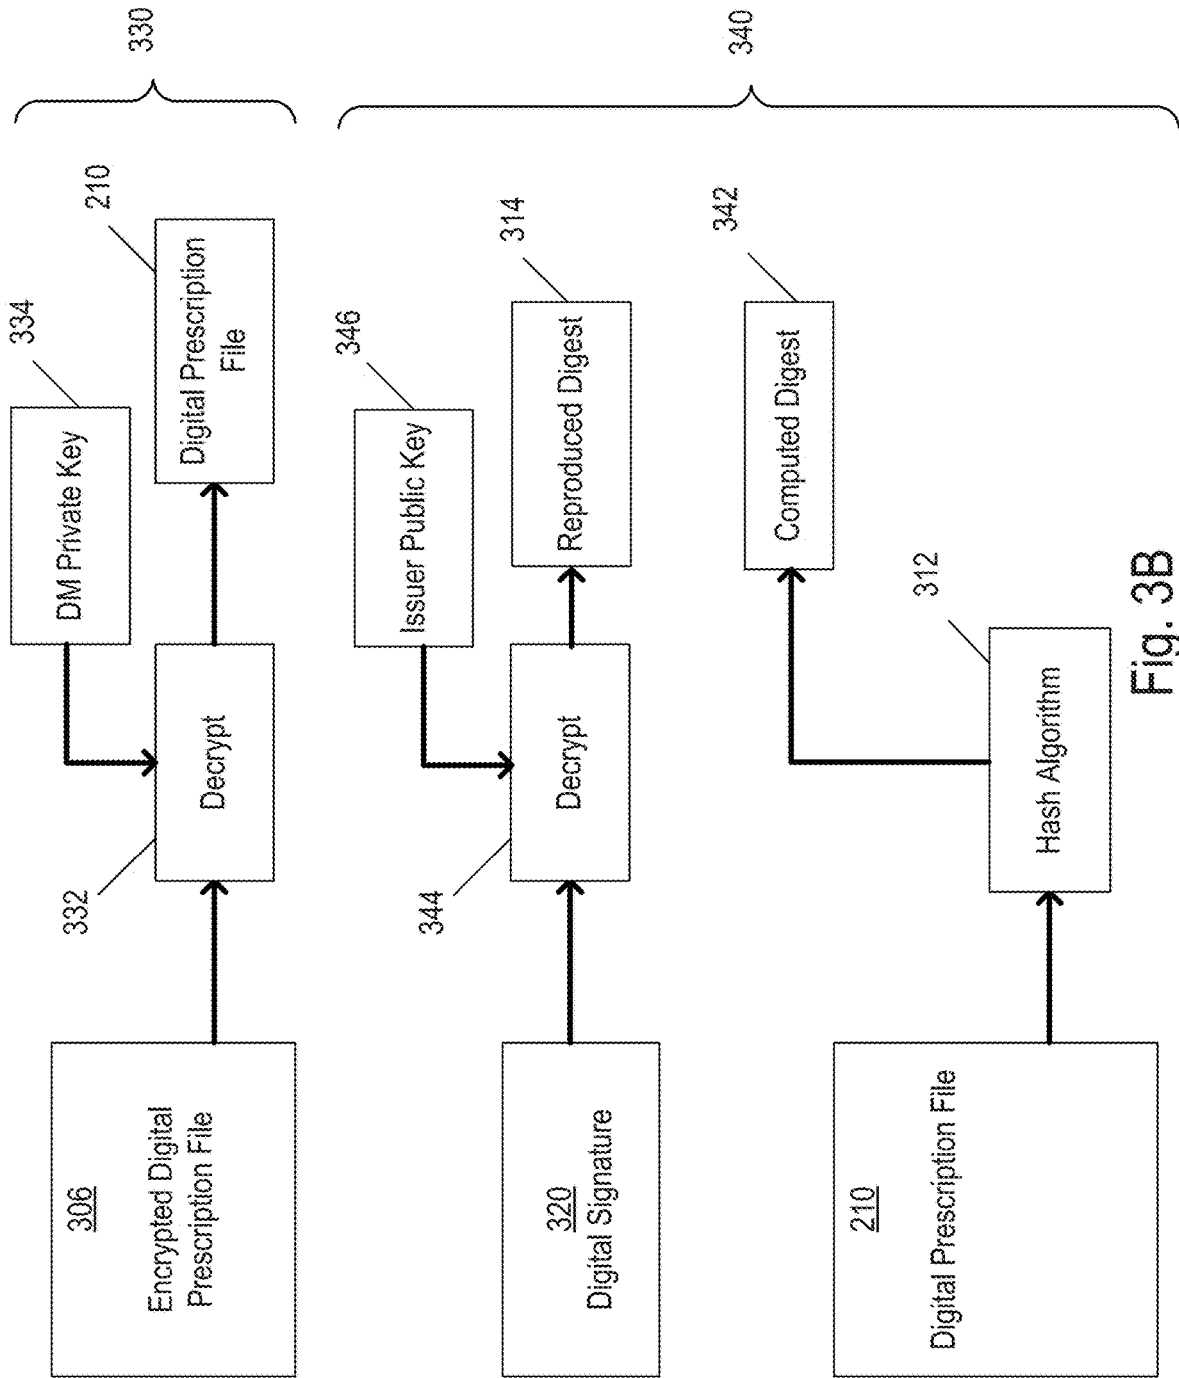 330
334
DM Private Key
210
Digital Prescription
File
332
Decrypt
306
Encrypted Digital
Prescription File
340
346
Issuer Public Key
314
Reproduced Digest
344
Decrypt
320
Digital Signature
342
Computed Digest
312
Hash Algorithm
210
Digital Prescription File
Fig. 3B